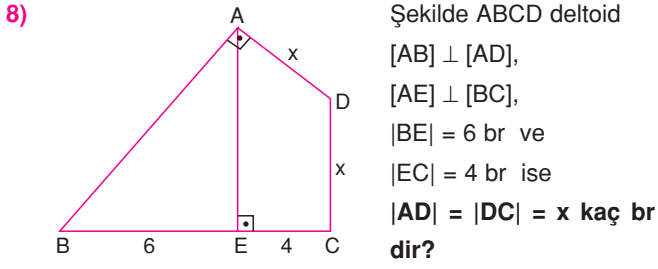 8)
A
x
D
x
B 6 E 4 C
Şekilde ABCD deltoid
[AB] ⊥ [AD],
[AE] ⊥ [BC],
|BE| = 6 br ve
|EC| = 4 br ise
|AD| = |DC| = x kaç br
dir?